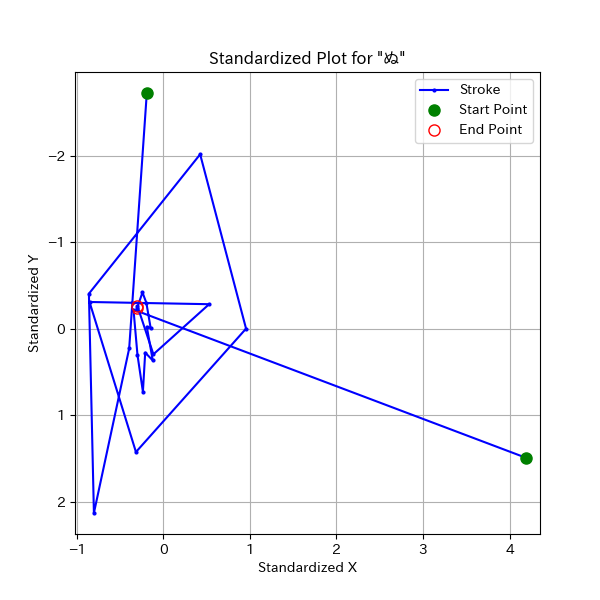 Standardized Plot for "ぬ"
Stroke
Start Point
End Point
Standardized Y
−2
−1
0
1
2
−1 0 1 2 3 4
Standardized X